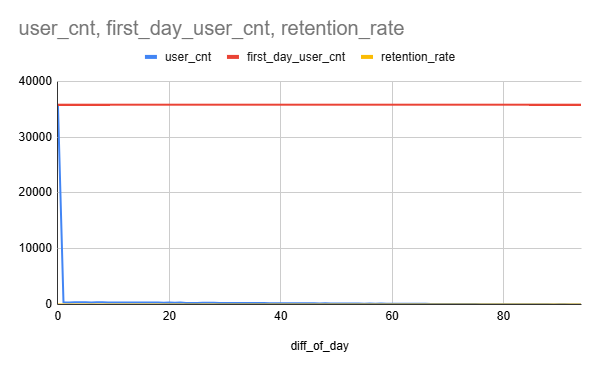 user_cnt, first_day_user_cnt, retention_rate
user_cnt first_day_user_cnt retention_rate
40000
30000
20000
10000
0
0 20 40 60 80
diff_of_day